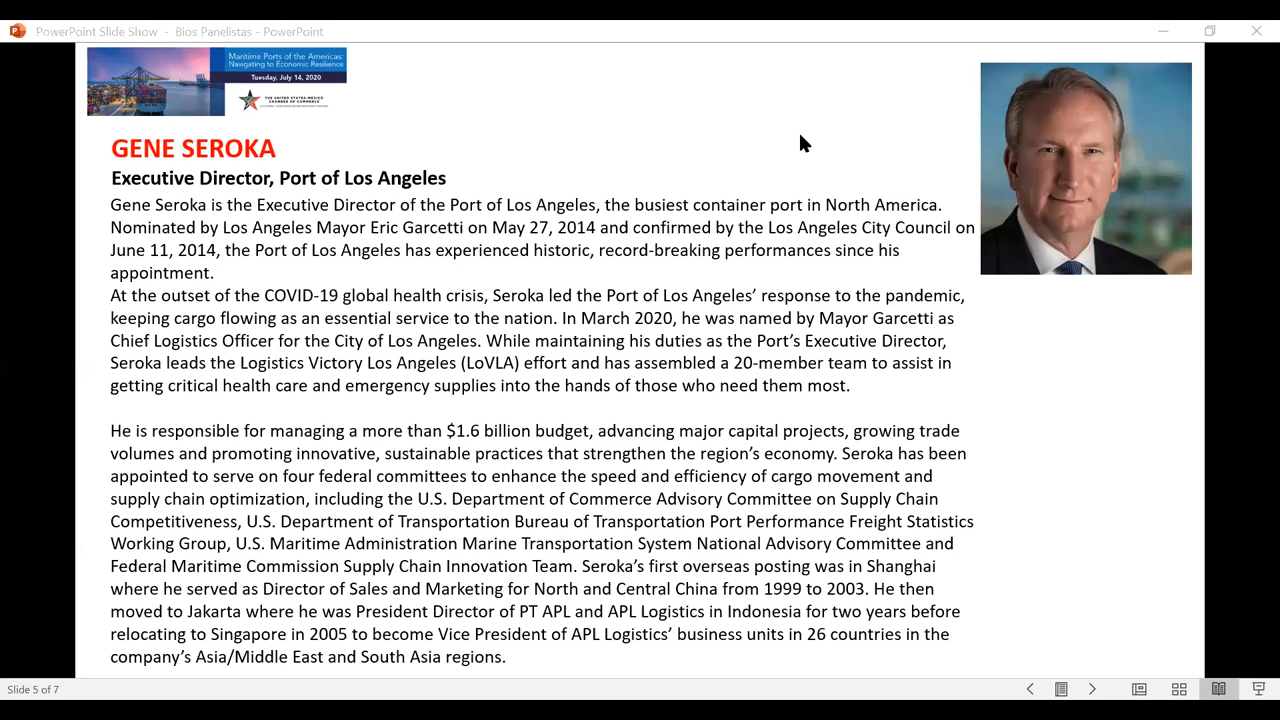 PowerPoint Slide Show - Bios Panelistas - PowerPoint
Maritime Ports of the Americas:
Navigating to Economic Resilience
Tuesday, July 14, 2020
THE UNITED STATES-MEXICO
CHAMBER OF COMMERCE
GENE SEROKA
Executive Director, Port of Los Angeles
Gene Seroka is the Executive Director of the Port of Los Angeles, the busiest container port in North America.
Nominated by Los Angeles Mayor Eric Garcetti on May 27, 2014 and confirmed by the Los Angeles City Council on
June 11, 2014, the Port of Los Angeles has experienced historic, record-breaking performances since his
appointment.
At the outset of the COVID-19 global health crisis, Seroka led the Port of Los Angeles’ response to the pandemic,
keeping cargo flowing as an essential service to the nation. In March 2020, he was named by Mayor Garcetti as
Chief Logistics Officer for the City of Los Angeles. While maintaining his duties as the Port’s Executive Director,
Seroka leads the Logistics Victory Los Angeles (LoVLA) effort and has assembled a 20-member team to assist in
getting critical health care and emergency supplies into the hands of those who need them most.
He is responsible for managing a more than $1.6 billion budget, advancing major capital projects, growing trade
volumes and promoting innovative, sustainable practices that strengthen the region’s economy. Seroka has been
appointed to serve on four federal committees to enhance the speed and efficiency of cargo movement and
supply chain optimization, including the U.S. Department of Commerce Advisory Committee on Supply Chain
Competitiveness, U.S. Department of Transportation Bureau of Transportation Port Performance Freight Statistics
Working Group, U.S. Maritime Administration Marine Transportation System National Advisory Committee and
Federal Maritime Commission Supply Chain Innovation Team. Seroka’s first overseas posting was in Shanghai
where he served as Director of Sales and Marketing for North and Central China from 1999 to 2003. He then
moved to Jakarta where he was President Director of PT APL and APL Logistics in Indonesia for two years before
relocating to Singapore in 2005 to become Vice President of APL Logistics’ business units in 26 countries in the
company’s Asia/Middle East and South Asia regions.
Slide 5 of 7